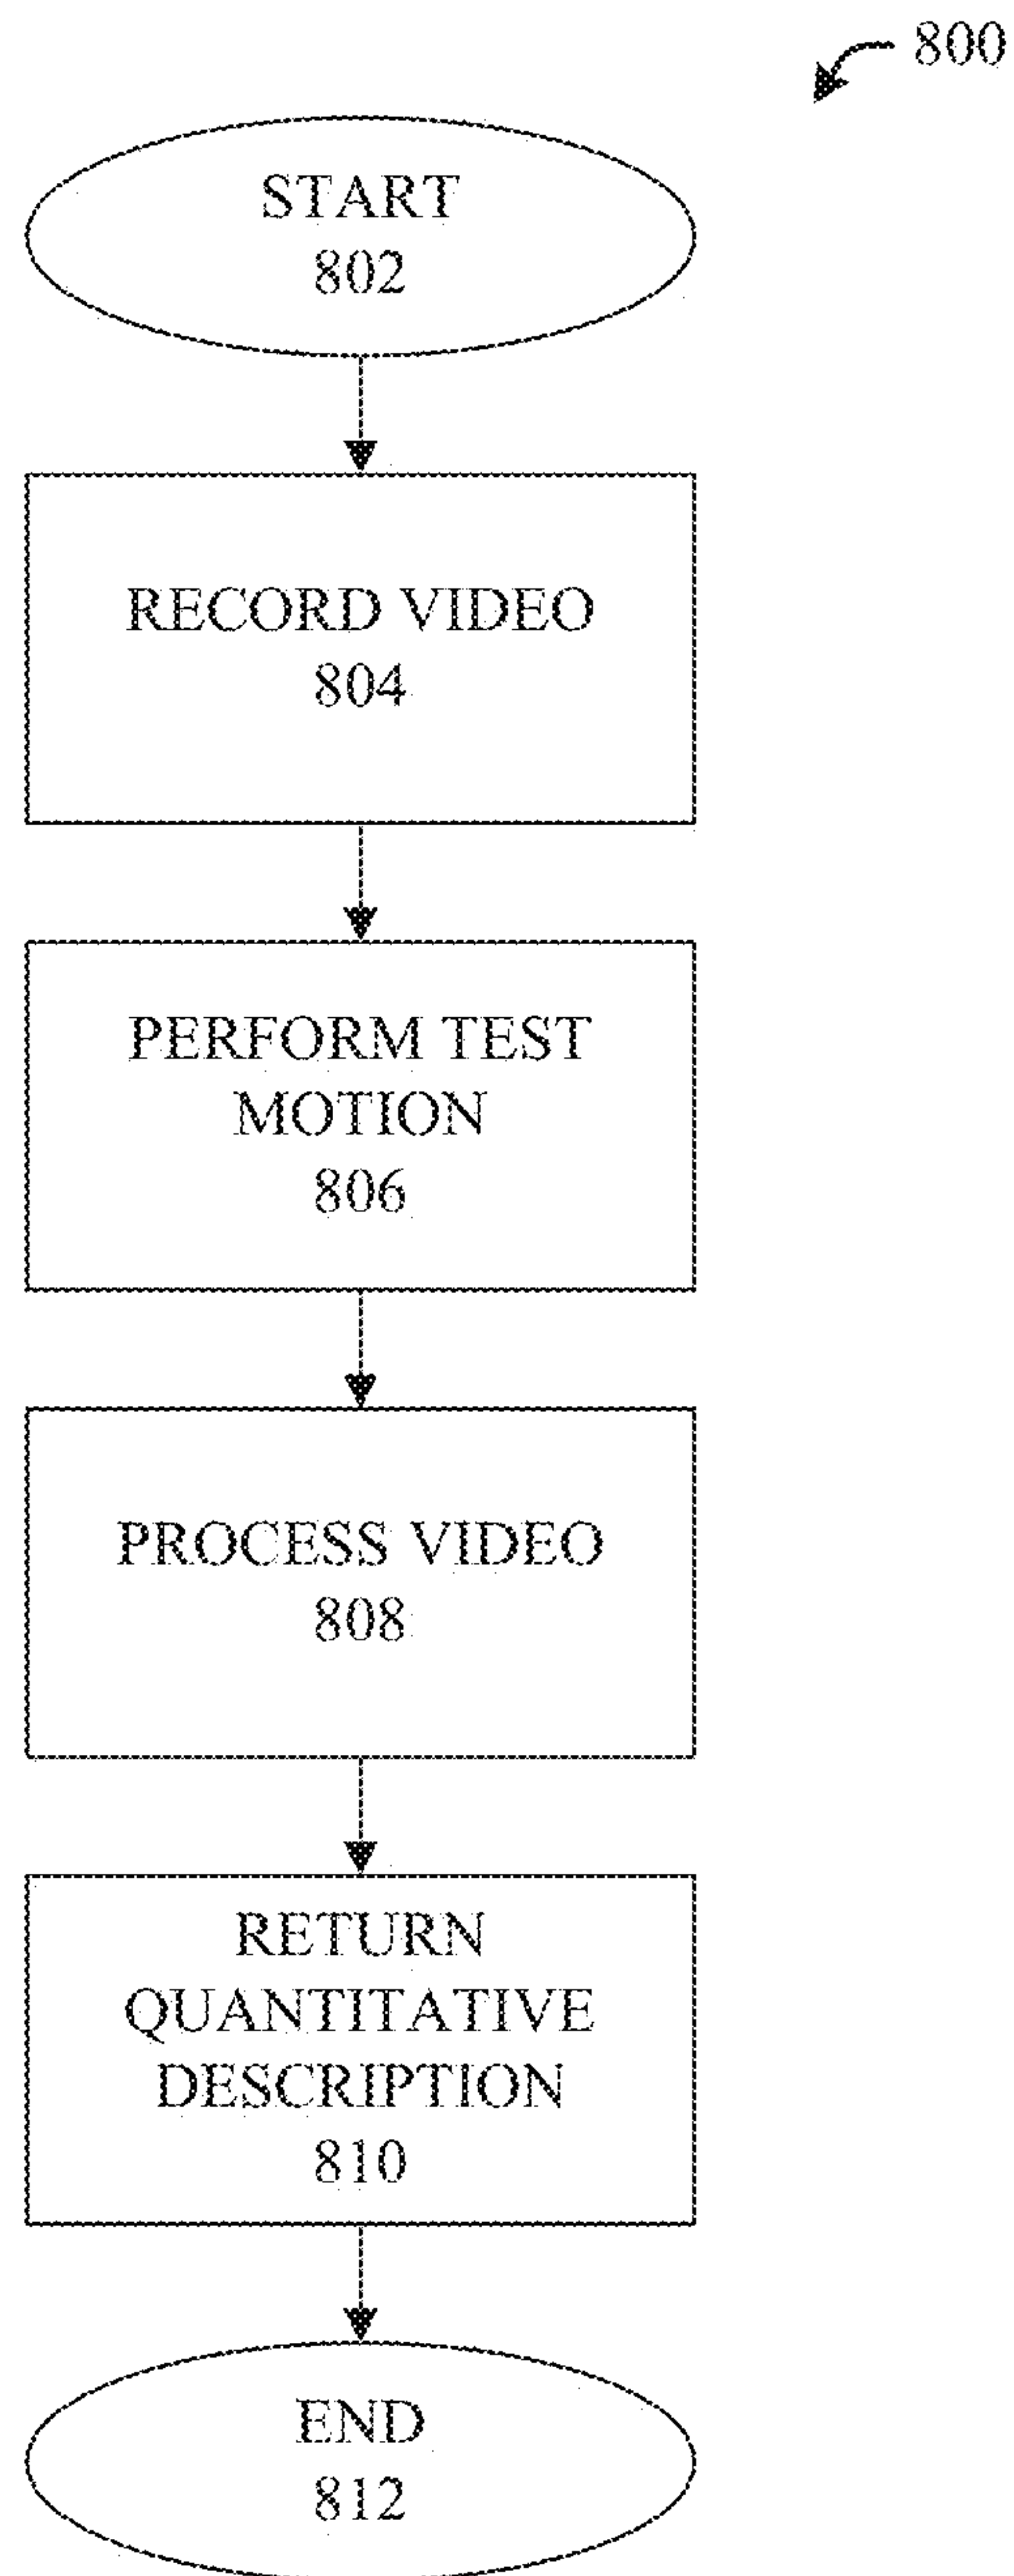 800
START
802
RECORD VIDEO
804
PERFORM TEST
MOTION
806
PROCESS VIDEO
808
RETURN
QUANTITATIVE
DESCRIPTION
810
END
812